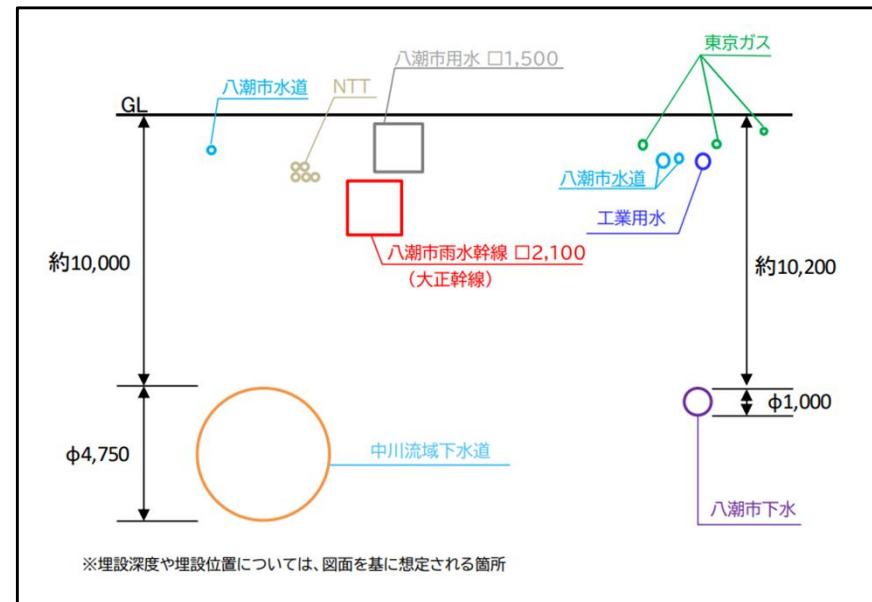 東京ガス
八潮市用水 □1,500
八潮市水道
NTT
GL
八潮市水道
工業用水
八潮市雨水幹線 □2,100
(大正幹線)
約10,000
約10,200
φ1,000
φ4,750
中川流域下水道
八潮市下水
※埋設深度や埋設位置については、図面を基に想定される箇所